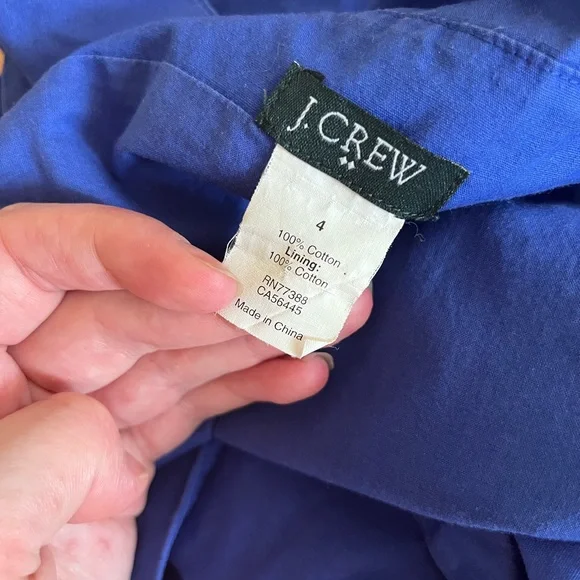 J.CREW
4
100% Cotton
Lining:
100% Cotton
RN77388
CA56445
Made in China